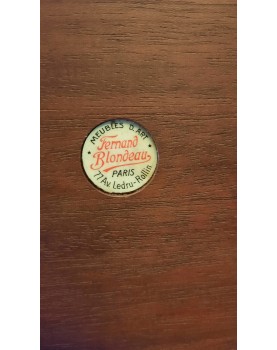 MEUBLES D'ART
Fernand
Blondeau
PARIS
77 Av. Ledru-Rollin